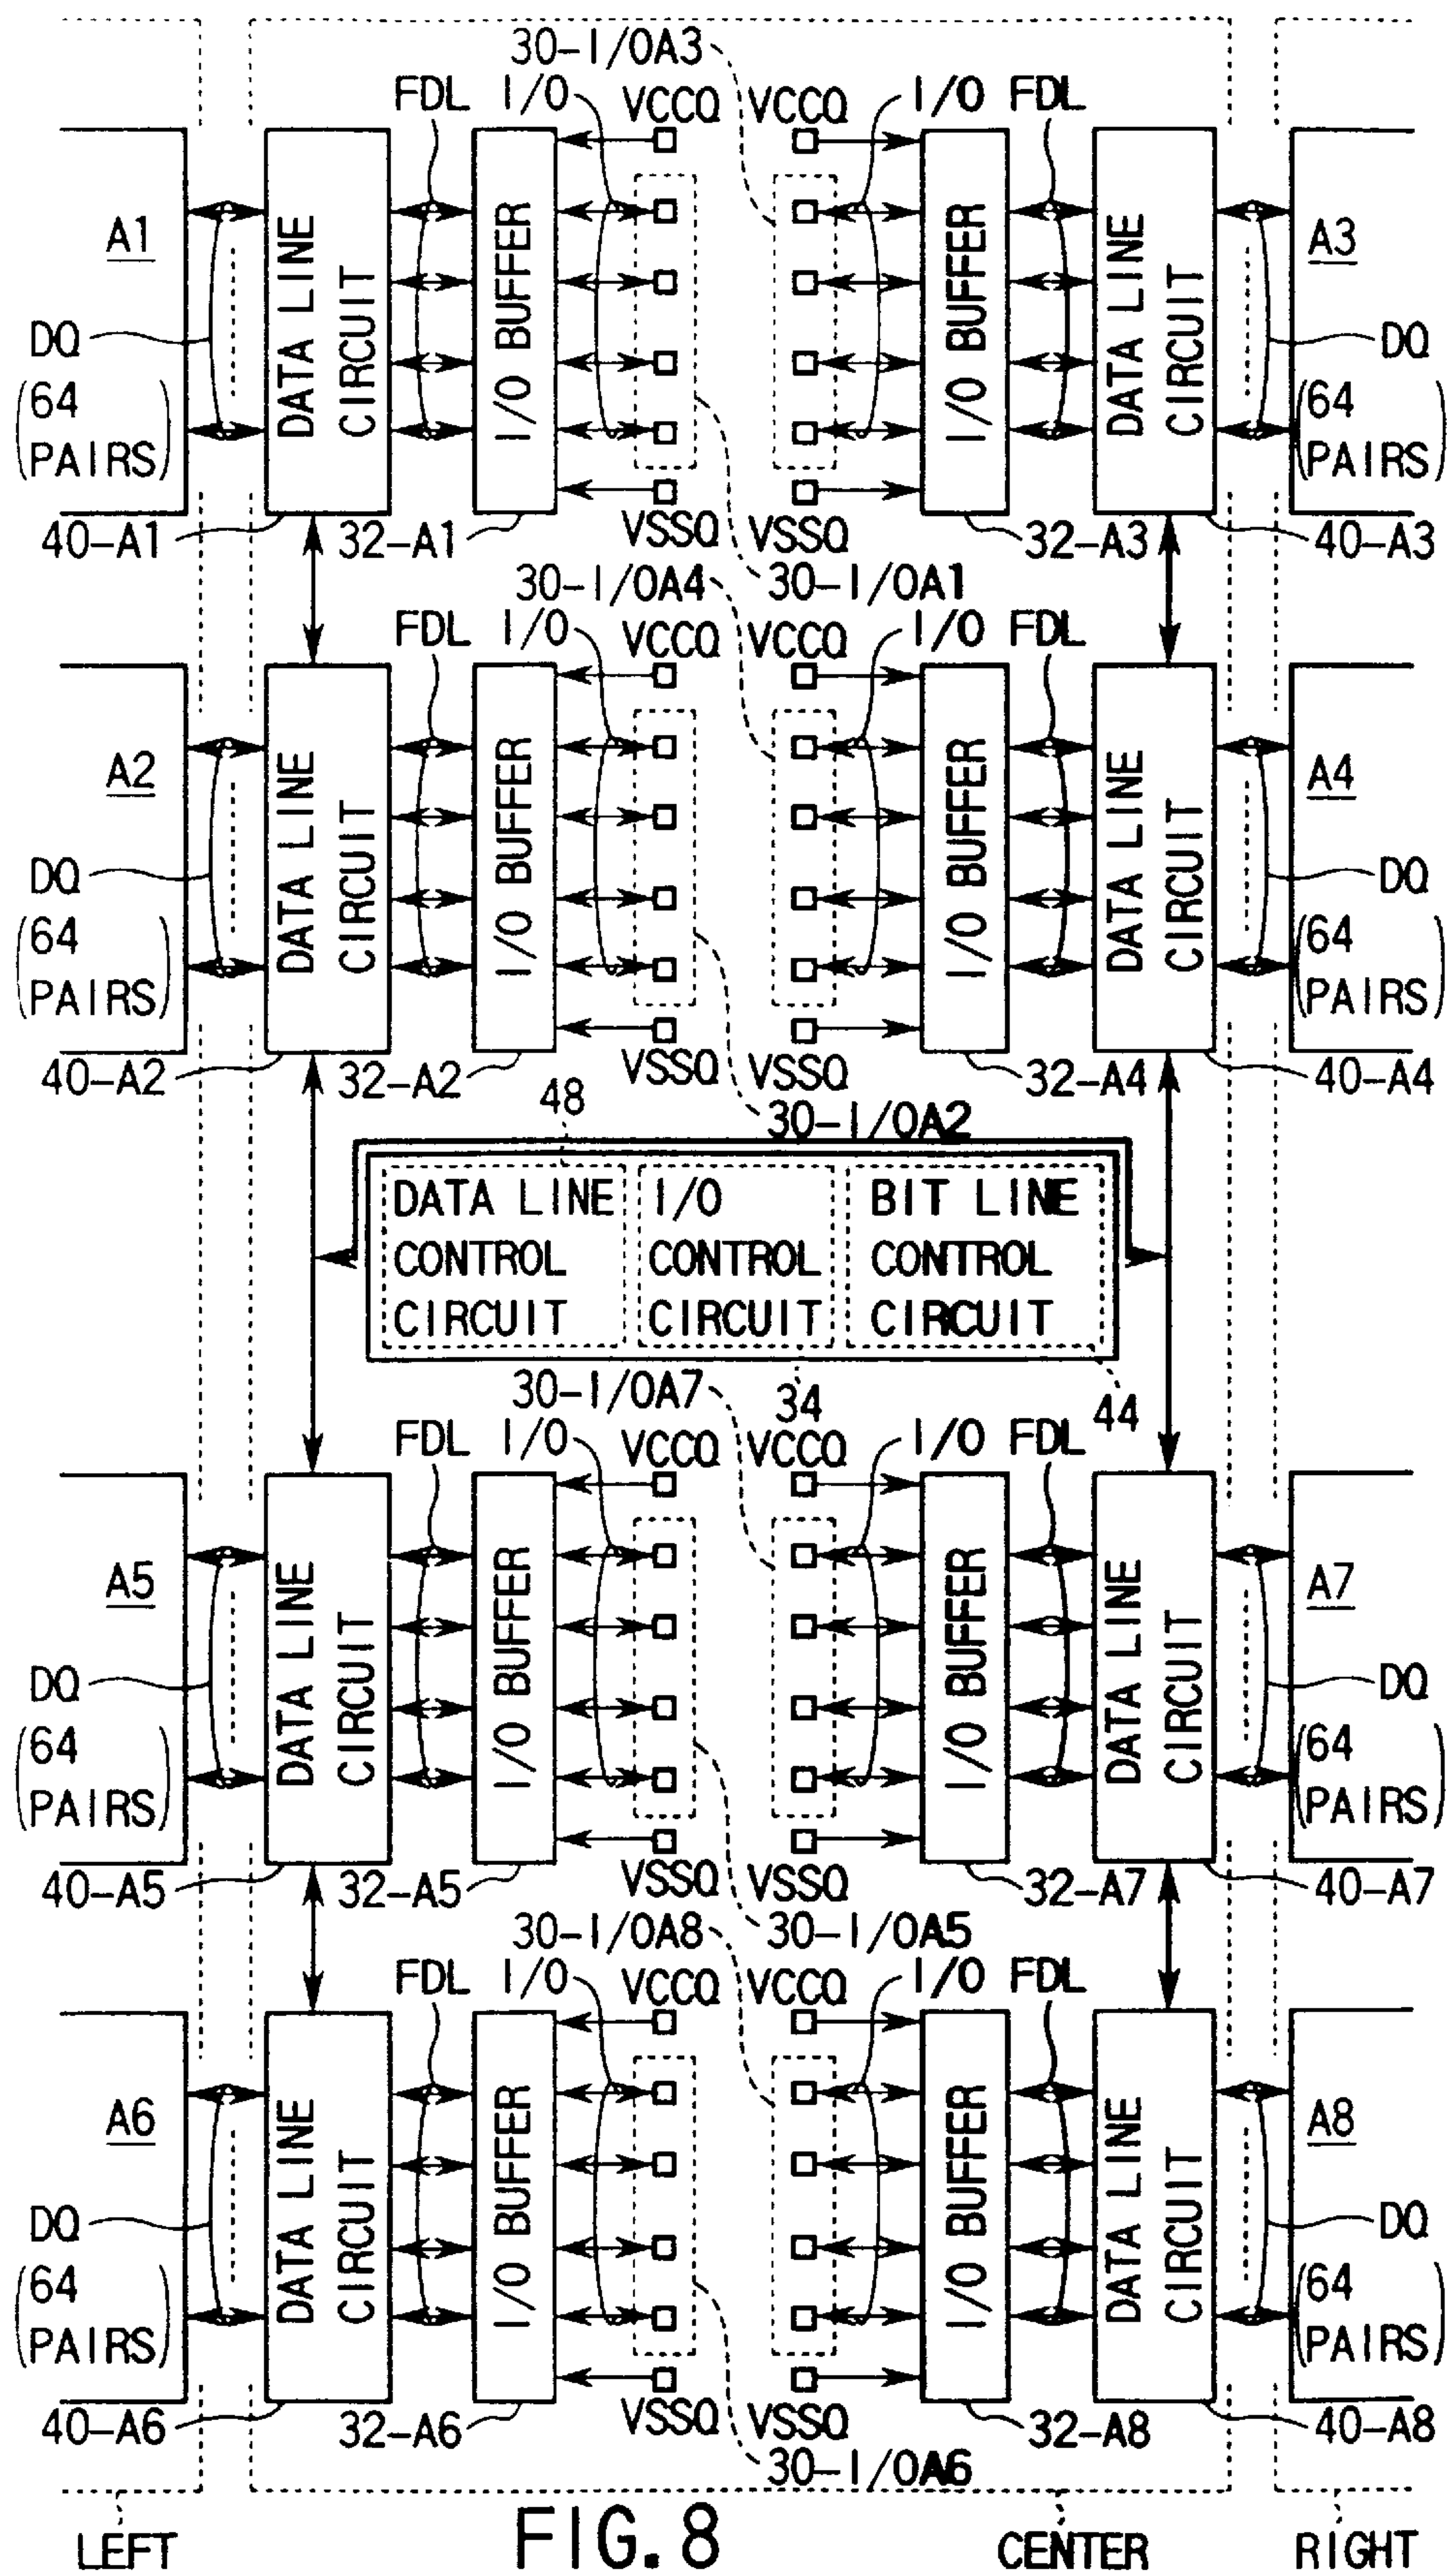 30-I/OA3
FDL I/O VCCQ VCCQ I/O FDL
A1 DATA LINE CIRCUIT I/O BUFFER I/O BUFFER DATA LINE CIRCUIT A3
DQ DQ
(64 PAIRS) (64 PAIRS)
40-A1 32-A1 VSSQ VSSQ 32-A3 40-A3
30-I/OA4 30-I/OA1
FDL I/O VCCQ VCCQ I/O FDL
A2 DATA LINE CIRCUIT I/O BUFFER I/O BUFFER DATA LINE CIRCUIT A4
DQ DQ
(64 PAIRS) (64 PAIRS)
40-A2 32-A2 VSSQ VSSQ 32-A4 40-A4
48 30-I/OA2
DATA LINE I/O BIT LINE
CONTROL CONTROL CONTROL
CIRCUIT CIRCUIT CIRCUIT
30-I/OA7 34 44
FDL I/O VCCQ VCCQ I/O FDL
A5 DATA LINE CIRCUIT I/O BUFFER I/O BUFFER DATA LINE CIRCUIT A7
DQ DQ
(64 PAIRS) (64 PAIRS)
40-A5 32-A5 VSSQ VSSQ 32-A7 40-A7
30-I/OA8 30-I/OA5
FDL I/O VCCQ VCCQ I/O FDL
A6 DATA LINE CIRCUIT I/O BUFFER I/O BUFFER DATA LINE CIRCUIT A8
DQ DQ
(64 PAIRS) (64 PAIRS)
40-A6 32-A6 VSSQ VSSQ 32-A8 40-A8
30-I/OA6
LEFT FIG. 8 CENTER RIGHT